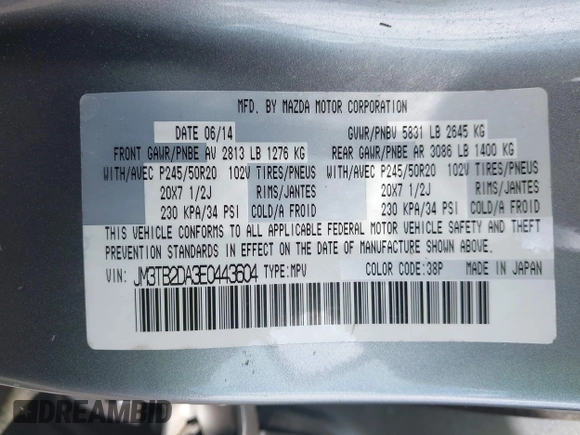 MFD. BY MAZDA MOTOR CORPORATION
DATE 06/14 GVWR/PNBV 5831 LB 2645 KG
FRONT GAWR/PNBE AV 2813 LB 1276 KG REAR GAWR/PNBE AR 3086 LB 1400 KG
WITH/AVEC P245/50R20 102V TIRES/PNEUS WITH/AVEC P245/50R20 102V TIRES/PNEUS
20X7 1/2J RIMS/JANTES 20X7 1/2J RIMS/JANTES
230 KPA/34 PSI COLD/A FROID 230 KPA/34 PSI COLD/A FROID
THIS VEHICLE CONFORMS TO ALL APPLICABLE FEDERAL MOTOR VEHICLE SAFETY AND THEFT
PREVENTION STANDARDS IN EFFECT ON THE DATE OF MANUFACTURE SHOWN ABOVE.
VIN: JM3TB2DA3E0443604 TYPE:MPV COLOR CODE:38P MADE IN JAPAN
DREAMBID